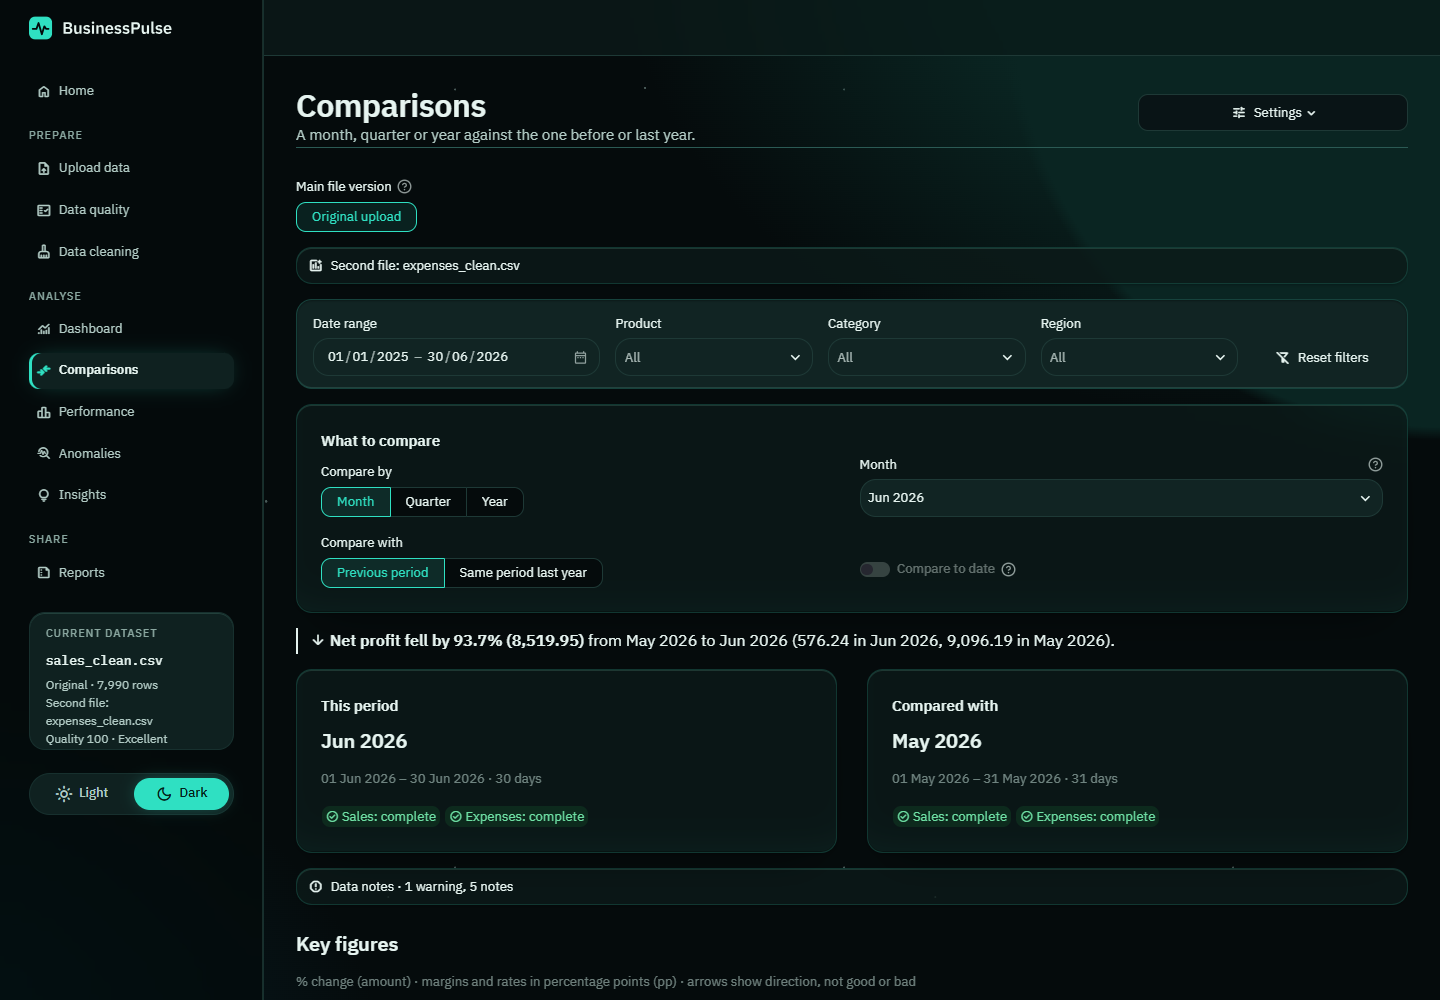 BusinessPulse
Home
PREPARE
Upload data
Data quality
Data cleaning
ANALYSE
Dashboard
Comparisons
Performance
Anomalies
Insights
SHARE
Reports
CURRENT DATASET
sales_clean.csv
Original · 7,990 rows
Second file:
expenses_clean.csv
Quality 100 · Excellent
Light
Dark
Comparisons
A month, quarter or year against the one before or last year.
Settings
Main file version
Original upload
Second file: expenses_clean.csv
Date range
Product
Category
Region
01/01/2025 – 30/06/2026
All
All
All
Reset filters
What to compare
Compare by
Month
Quarter
Year
Month
Jun 2026
Compare with
Previous period
Same period last year
Compare to date
↓ Net profit fell by 93.7% (8,519.95) from May 2026 to Jun 2026 (576.24 in Jun 2026, 9,096.19 in May 2026).
This period
Jun 2026
01 Jun 2026 – 30 Jun 2026 · 30 days
Sales: complete
Expenses: complete
Compared with
May 2026
01 May 2026 – 31 May 2026 · 31 days
Sales: complete
Expenses: complete
Data notes · 1 warning, 5 notes
Key figures
% change (amount) · margins and rates in percentage points (pp) · arrows show direction, not good or bad